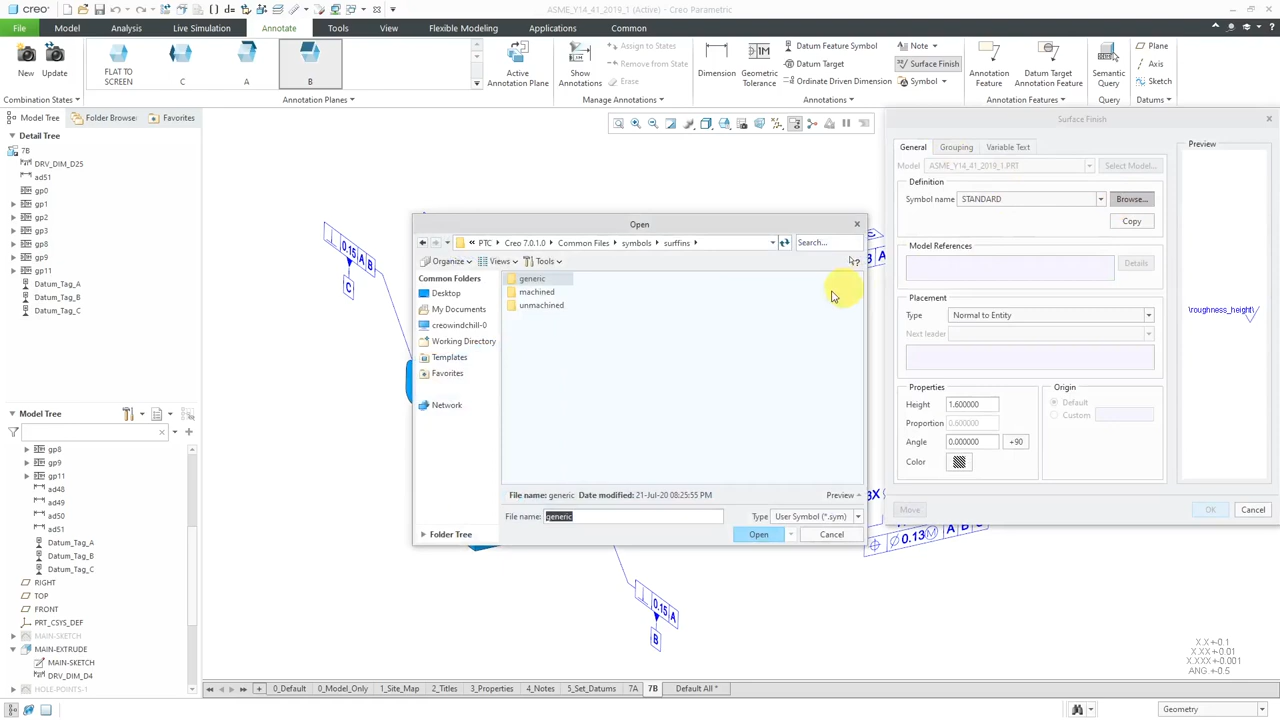 creo
ASME_Y14_41_2019_1 (Active) - Creo Parametric
File
Model
Analysis
Live Simulation
Annotate
Tools
View
Flexible Modeling
Applications
Common
New
Update
FLAT TO
SCREEN
C
A
B
Active
Annotation Plane
Show
Annotations
Assign to States
Remove from State
Erase
Dimension
Geometric
Tolerance
Datum Feature Symbol
Datum Target
Ordinate Driven Dimension
Note
Surface Finish
Symbol
Annotation
Feature
Datum Target
Annotation Feature
Semantic
Query
Plane
Axis
Sketch
Combination States
Annotation Planes
Manage Annotations
Annotations
Annotation Features
Query
Datums
Model Tree
Folder Browse
Favorites
Detail Tree
7B
DRV_DIM_D25
ad51
gp0
gp1
gp2
gp3
gp8
gp9
gp11
Datum_Tag_A
Datum_Tag_B
Datum_Tag_C
Model Tree
gp8
gp9
gp11
ad48
ad49
ad50
ad51
Datum_Tag_A
Datum_Tag_B
Datum_Tag_C
RIGHT
TOP
FRONT
PRT_CSYS_DEF
MAIN-SKETCH
MAIN-EXTRUDE
MAIN-SKETCH
DRV_DIM_D4
HOLE-POINTS-1
0.15 A B
C
Open
PTC
Creo 7.0.1.0
Common Files
symbols
surffins
Search...
Organize
Views
Tools
Common Folders
Desktop
My Documents
creowindchill-0
Working Directory
Templates
Favorites
Network
Folder Tree
generic
machined
unmachined
File name: generic Date modified: 21-Jul-20 08:25:55 PM
Preview
File name: generic
Type User Symbol (*.sym)
Open
Cancel
Surface Finish
General
Grouping
Variable Text
Model ASME_Y14_41_2019_1.PRT
Select Model...
Definition
Symbol name STANDARD
Browse...
Copy
Model References
Details
Placement
Type Normal to Entity
Next leader
Properties
Height 1.600000
Proportion 0.600000
Angle 0.000000 +90
Color
Origin
Default
Custom
Preview
\roughness_height\
Move
OK
Cancel
3X
0.13 M A B C
0.15 A
B
X.X +-0.1
X.XX +-0.01
X.XXX +-0.001
ANG +-0.5
0_Default
0_Model_Only
1_Site_Map
2_Titles
3_Properties
4_Notes
5_Set_Datums
7A
7B
Default All *
Geometry